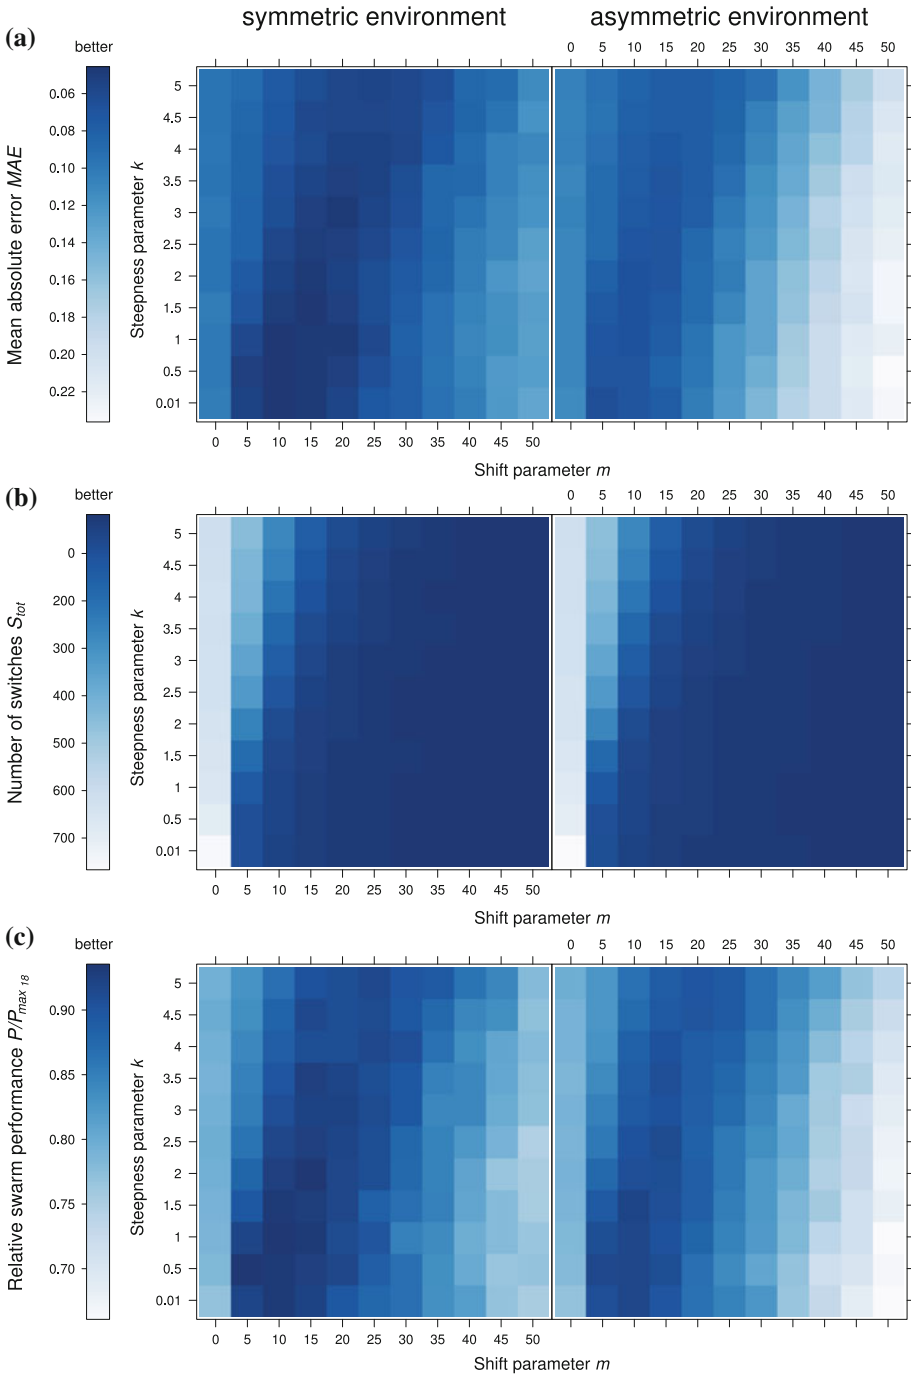 symmetric environment asymmetric environment
(a)
better
0 5 10 15 20 25 30 35 40 45 50
Mean absolute error MAE
0.06
0.08
0.10
0.12
0.14
0.16
0.18
0.20
0.22
Steepness parameter k
5
4.5
4
3.5
3
2.5
2
1.5
1
0.5
0.01
0 5 10 15 20 25 30 35 40 45 50
Shift parameter m
(b)
better
0 5 10 15 20 25 30 35 40 45 50
Number of switches Stot
0
200
300
400
500
600
700
Steepness parameter k
5
4.5
4
3.5
3
2.5
2
1.5
1
0.5
0.01
0 5 10 15 20 25 30 35 40 45 50
Shift parameter m
(c)
better
0 5 10 15 20 25 30 35 40 45 50
Relative swarm performance P/Pmax 18
0.90
0.85
0.80
0.75
0.70
Steepness parameter k
5
4.5
4
3.5
3
2.5
2
1.5
1
0.5
0.01
0 5 10 15 20 25 30 35 40 45 50
Shift parameter m